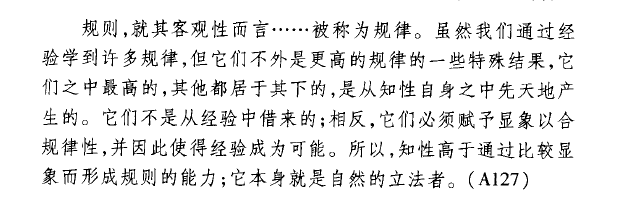 规则，就其客观性而言……被称为规律。虽然我们通过经
验学到许多规律，但它们不外是更高的规律的一些特殊结果，它
们之中最高的，其他都居于其下的，是从知性自身之中先天地产
生的。它们不是从经验中借来的；相反，它们必须赋予显象以合
规律性，并因此使得经验成为可能。所以，知性高于通过比较显
象而形成规则的能力；它本身就是自然的立法者。（A127）